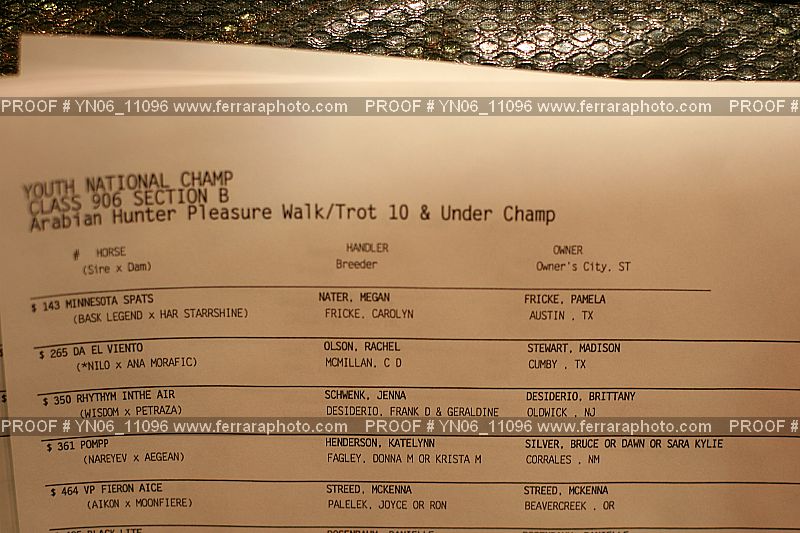 PROOF # YN06_11096 www.ferraraphoto.com PROOF # YN06_11096 www.ferraraphoto.com PROOF #
YOUTH NATIONAL CHAMP
CLASS 906 SECTION B
Arabian Hunter Pleasure Walk/Trot 10 & Under Champ
# HORSE HANDLER OWNER
(Sire x Dam) Breeder Owner's City, ST
$ 143 MINNESOTA SPATS NATER, MEGAN FRICKE, PAMELA
(BASK LEGEND x HAR STARRSHINE) FRICKE, CAROLYN AUSTIN , TX
$ 265 DA EL VIENTO OLSON, RACHEL STEWART, MADISON
(*NILO x ANA MORAFIC) MCMILLAN, C D CUMBY , TX
$ 350 RHYTHYM INTHE AIR SCHWENK, JENNA DESIDERIO, BRITTANY
(WISDOM x PETRAZA) DESIDERIO, FRANK D & GERALDINE OLDWICK , NJ
PROOF # YN06_11096 www.ferraraphoto.com PROOF # YN06_11096 www.ferraraphoto.com PROOF #
$ 361 POMPP HENDERSON, KATELYNN SILVER, BRUCE OR DAWN OR SARA KYLIE
(NAREYEV x AEGEAN) FAGLEY, DONNA M OR KRISTA M CORRALES , NM
$ 464 VP FIERON AICE STREED, MCKENNA STREED, MCKENNA
(AIKON x MOONFIERE) PALELEK, JOYCE OR RON BEAVERCREEK , OR